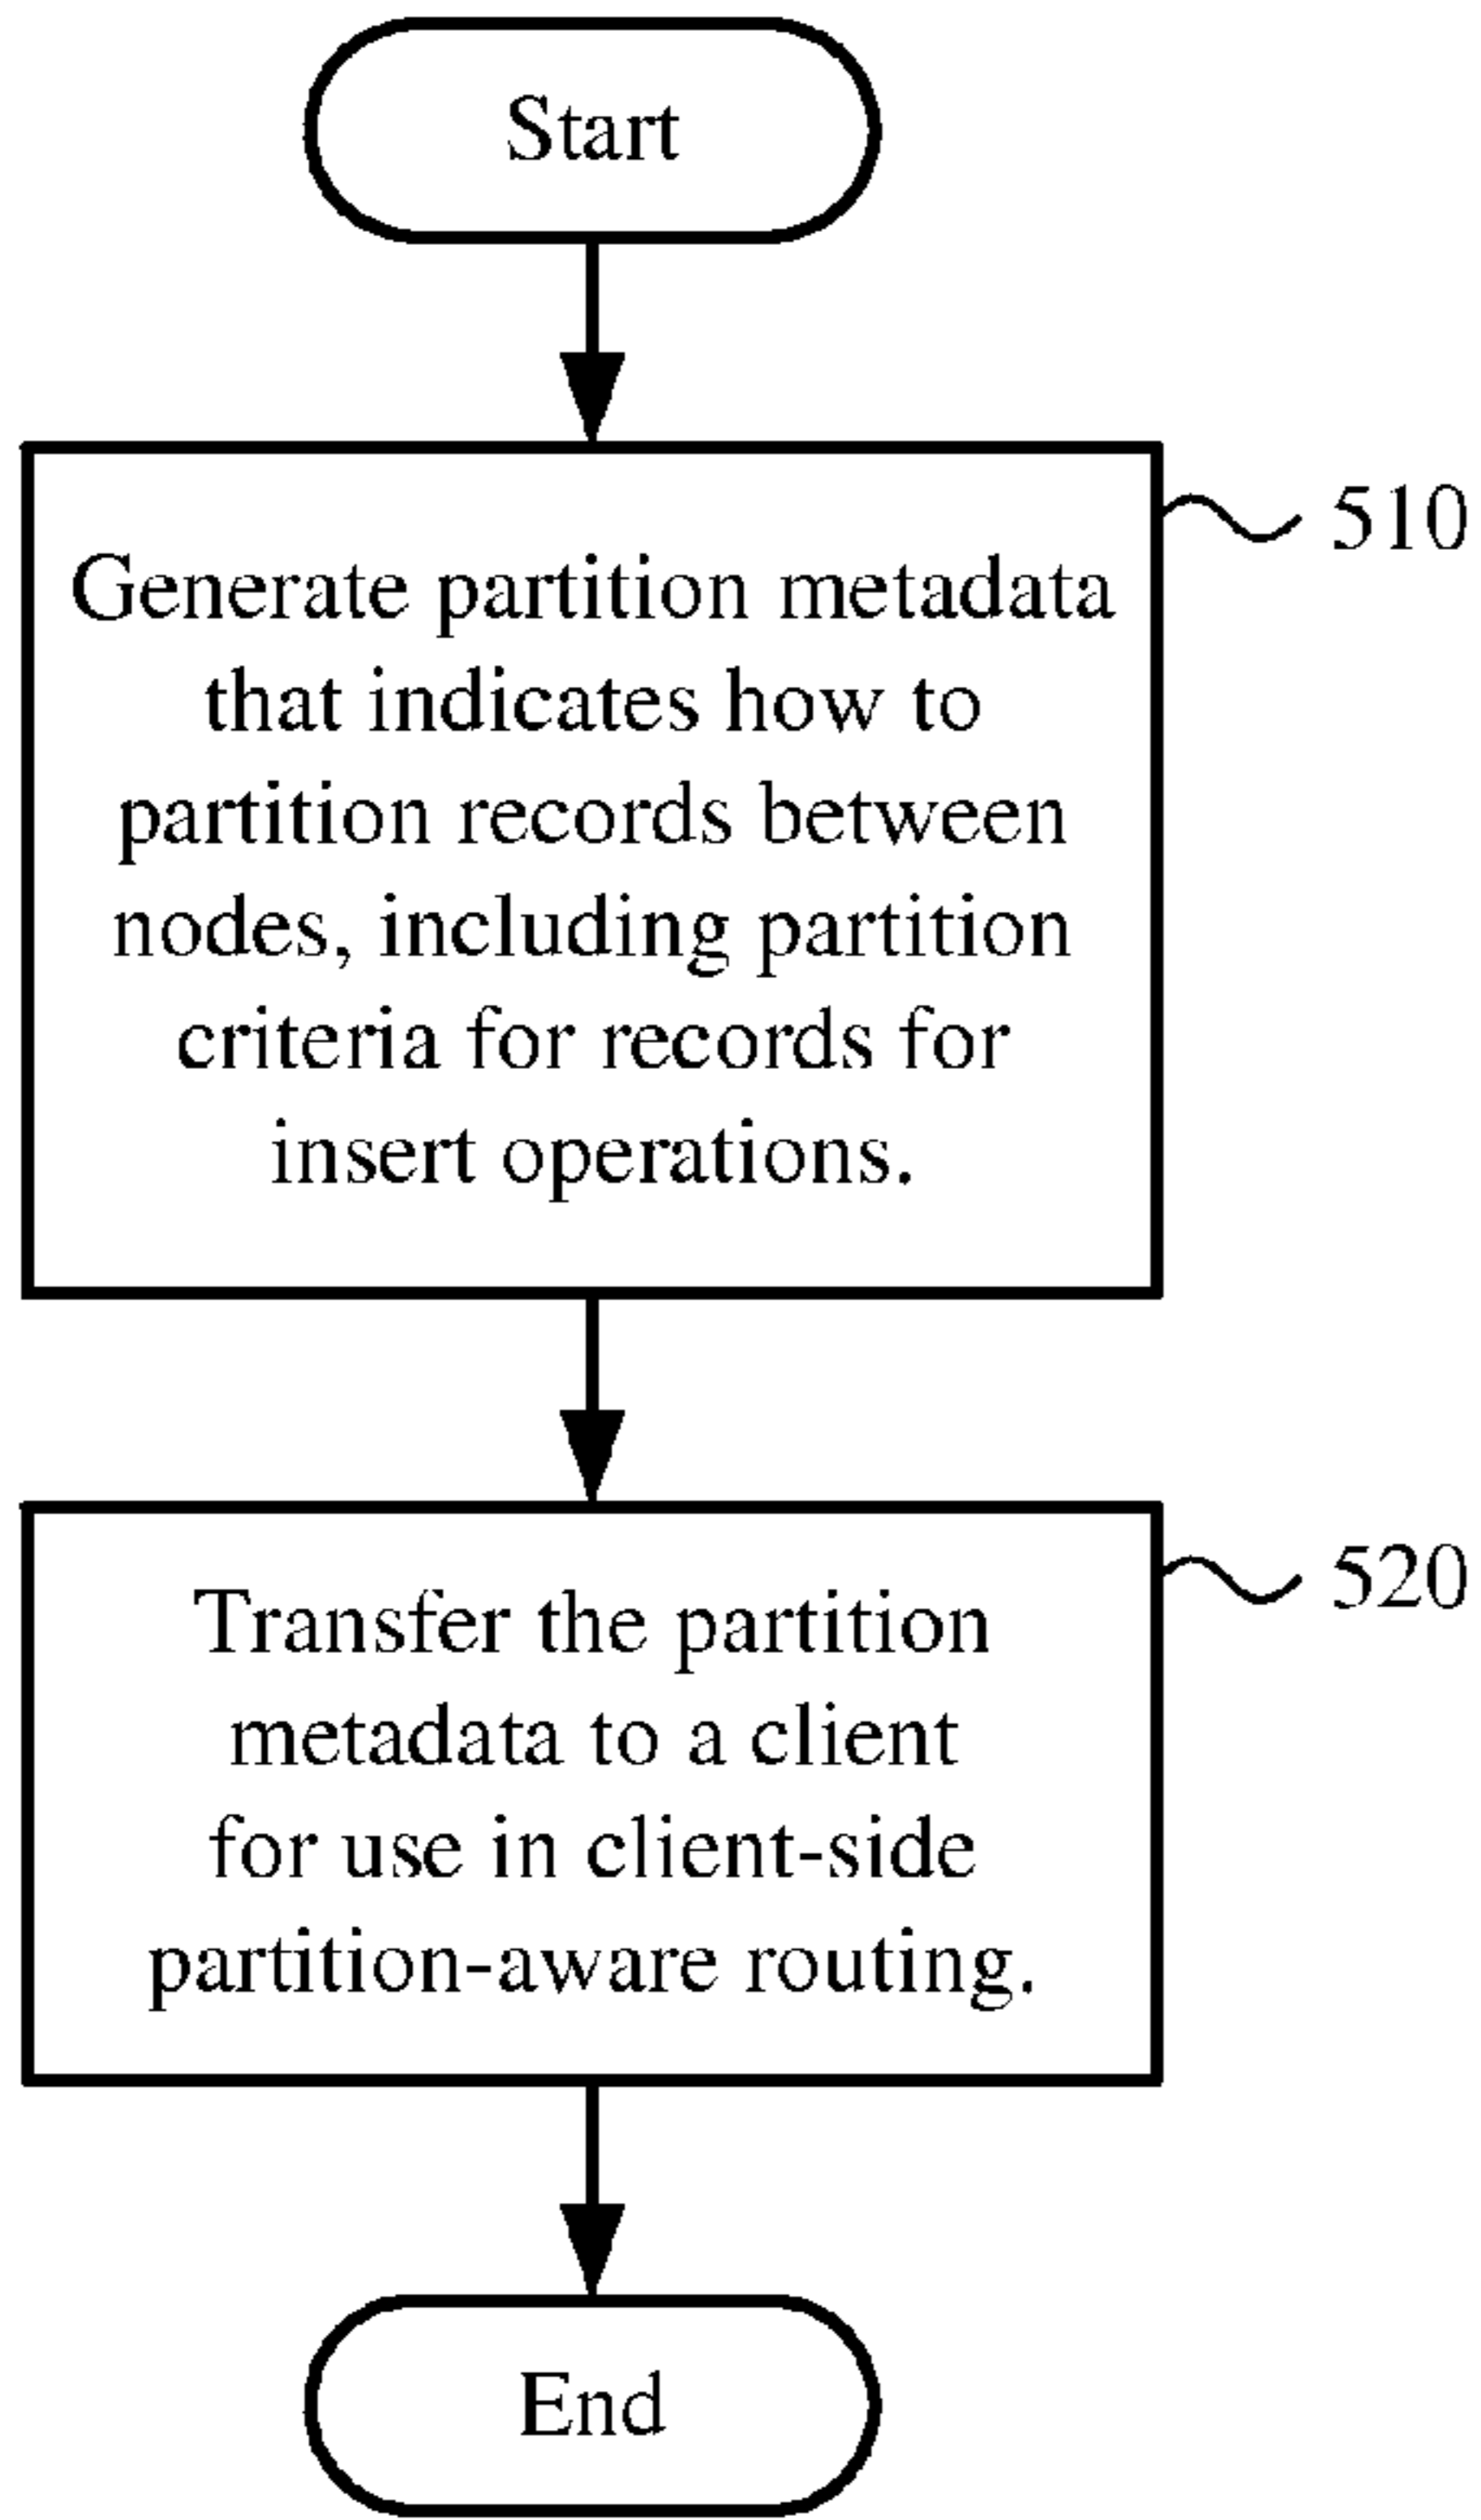 Start
510
Generate partition metadata
that indicates how to
partition records between
nodes, including partition
criteria for records for
insert operations.
520
Transfer the partition
metadata to a client
for use in client-side
partition-aware routing.
End